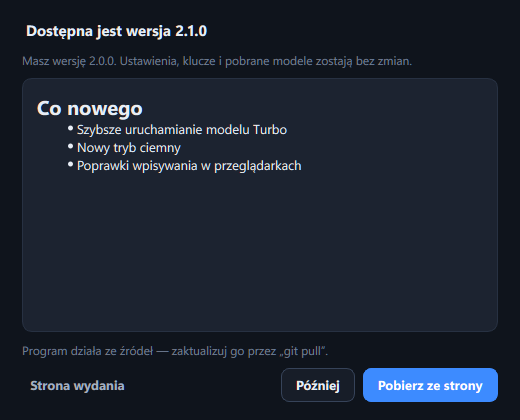 Dostępna jest wersja 2.1.0
Masz wersję 2.0.0. Ustawienia, klucze i pobrane modele zostają bez zmian.
Co nowego
• Szybsze uruchamianie modelu Turbo
• Nowy tryb ciemny
• Poprawki wpisywania w przeglądarkach
Program działa ze źródeł — zaktualizuj go przez „git pull”.
Strona wydania
Później
Pobierz ze strony